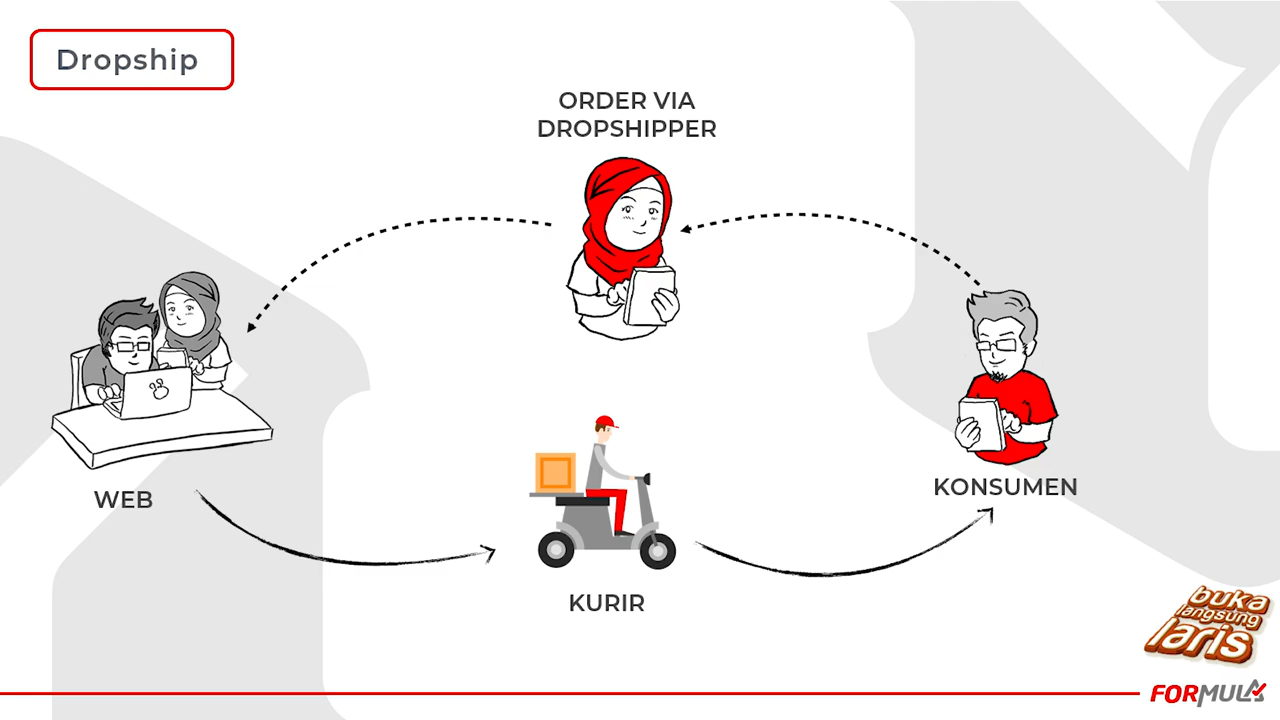 Dropship
ORDER VIA
DROPSHIPPER
WEB
KONSUMEN
KURIR
buka
langsung
laris
FORMULA